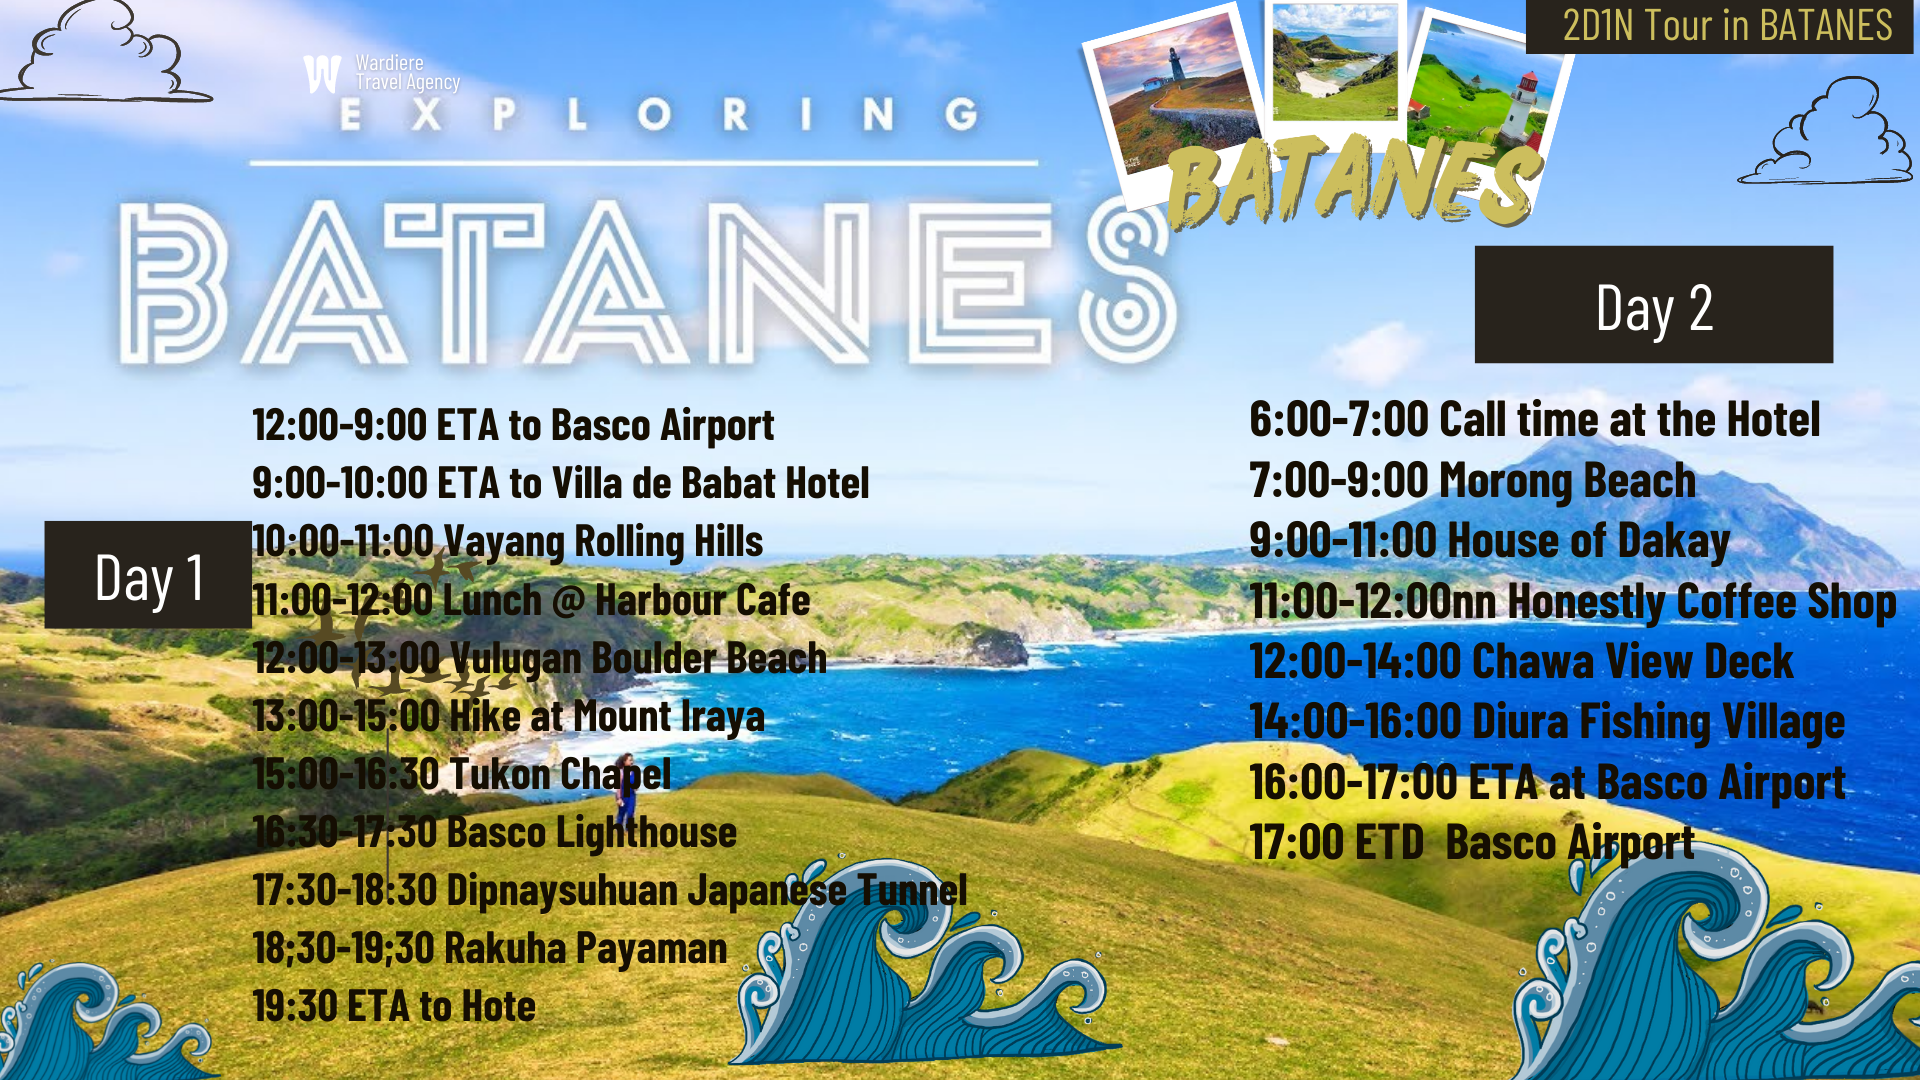 2D1N Tour in BATANES
Wardiere
Travel Agency
EXPLORING
BATANES
BATANES
Day 1
12:00-9:00 ETA to Basco Airport
9:00-10:00 ETA to Villa de Babat Hotel
10:00-11:00 Vayang Rolling Hills
11:00-12:00 Lunch @ Harbour Cafe
12:00-13:00 Vulugan Boulder Beach
13:00-15:00 Hike at Mount Iraya
15:00-16:30 Tukon Chapel
16:30-17:30 Basco Lighthouse
17:30-18:30 Dipnaysuhuan Japanese Tunnel
18;30-19;30 Rakuha Payaman
19:30 ETA to Hote
Day 2
6:00-7:00 Call time at the Hotel
7:00-9:00 Morong Beach
9:00-11:00 House of Dakay
11:00-12:00nn Honestly Coffee Shop
12:00-14:00 Chawa View Deck
14:00-16:00 Diura Fishing Village
16:00-17:00 ETA at Basco Airport
17:00 ETD  Basco Airport